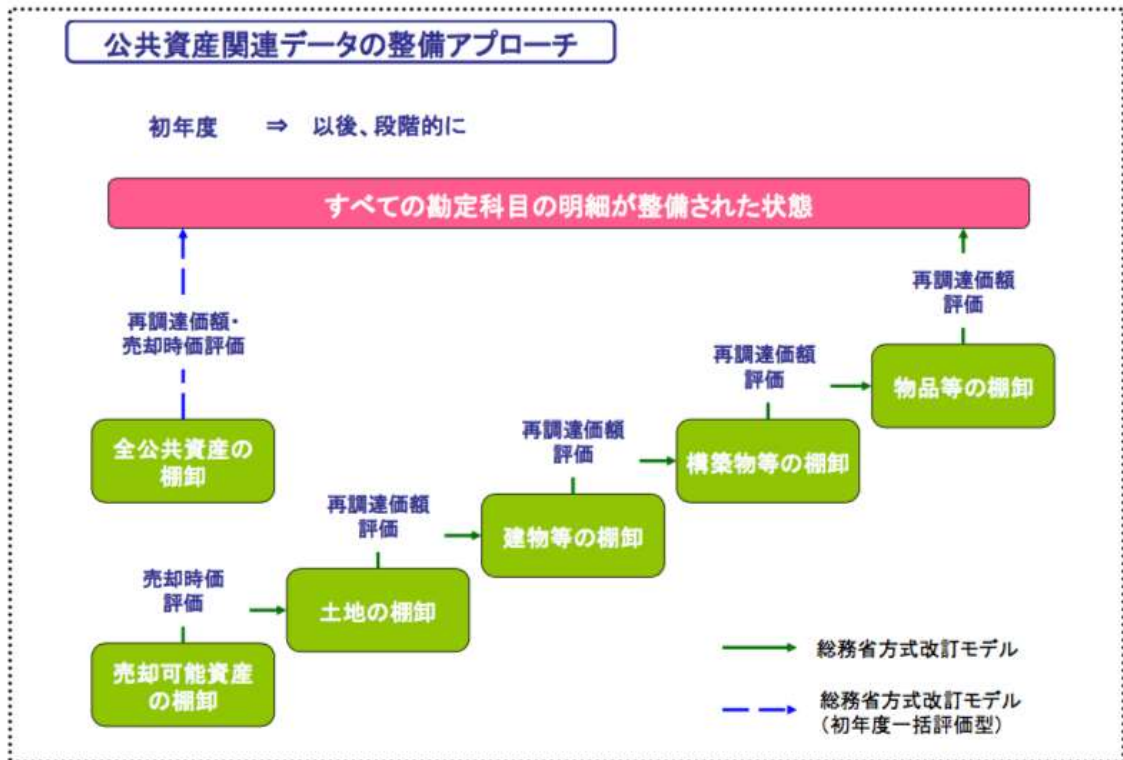 公共資産関連データの整備アプローチ
初年度 ⇒ 以後、段階的に
すべての勘定科目の明細が整備された状態
再調達価額・
売却時価評価
全公共資産の
棚卸
売却時価
評価
売却可能資産
の棚卸
再調達価額
評価
土地の棚卸
再調達価額
評価
建物等の棚卸
再調達価額
評価
構築物等の棚卸
再調達価額
評価
物品等の棚卸
総務省方式改訂モデル
総務省方式改訂モデル
(初年度一括評価型)